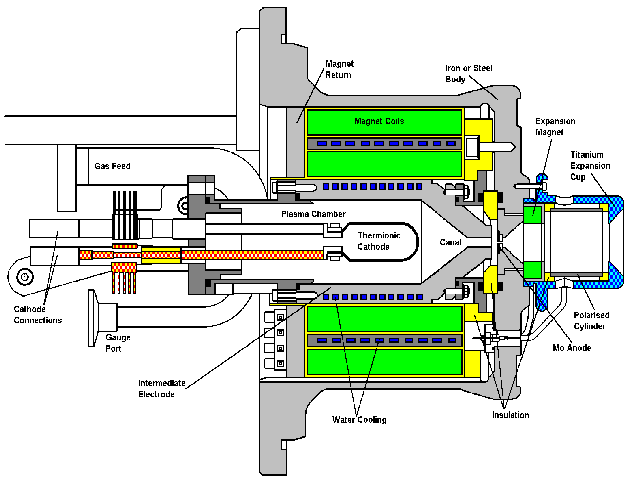 Magnet
Return
Iron or Steel
Body
Magnet Coils
Expansion
Magnet
Titanium
Expansion
Cup
Gas Feed
Plasma Chamber
Thermionic
Cathode
Canal
Cathode
Connections
Gauge
Port
Polarised
Cylinder
Mo Anode
Intermediate
Electrode
Water Cooling
Insulation